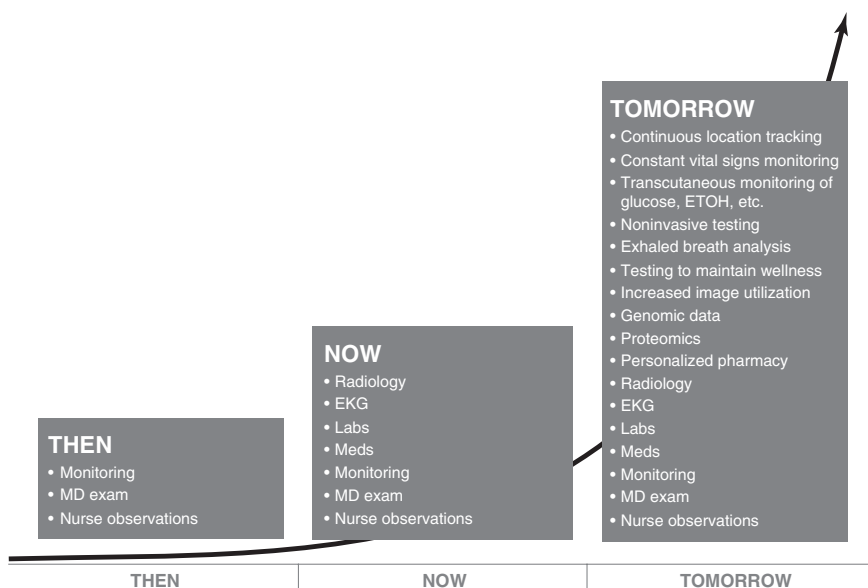 THEN
• Monitoring
• MD exam
• Nurse observations
NOW
• Radiology
• EKG
• Labs
• Meds
• Monitoring
• MD exam
• Nurse observations
TOMORROW
• Continuous location tracking
• Constant vital signs monitoring
• Transcutaneous monitoring of
glucose, ETOH, etc.
• Noninvasive testing
• Exhaled breath analysis
• Testing to maintain wellness
• Increased image utilization
• Genomic data
• Proteomics
• Personalized pharmacy
• Radiology
• EKG
• Labs
• Meds
• Monitoring
• MD exam
• Nurse observations
THEN NOW TOMORROW